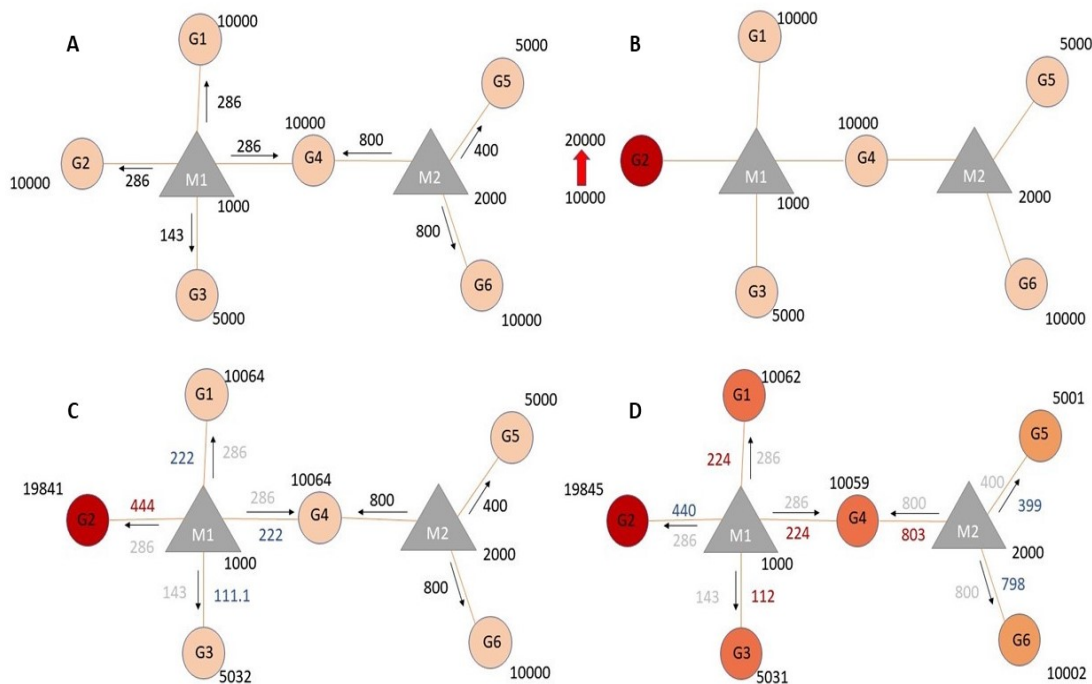 A
10000
G1
286
G2
10000
286
M1
1000
286
10000
G4
143
G3
5000
800
5000
G5
400
M2
2000
800
G6
10000
B
10000
G1
20000
10000
G2
M1
1000
10000
G4
G3
5000
5000
G5
M2
2000
G6
10000
C
10064
G1
222
286
19841
G2
444
286
M1
1000
286
222
10064
G4
143
111.1
G3
5032
800
5000
G5
400
M2
2000
800
G6
10000
D
10062
G1
224
286
19845
G2
440
286
M1
1000
286
224
10059
G4
143
112
G3
5031
800
803
5001
G5
400
399
M2
2000
800
798
G6
10002